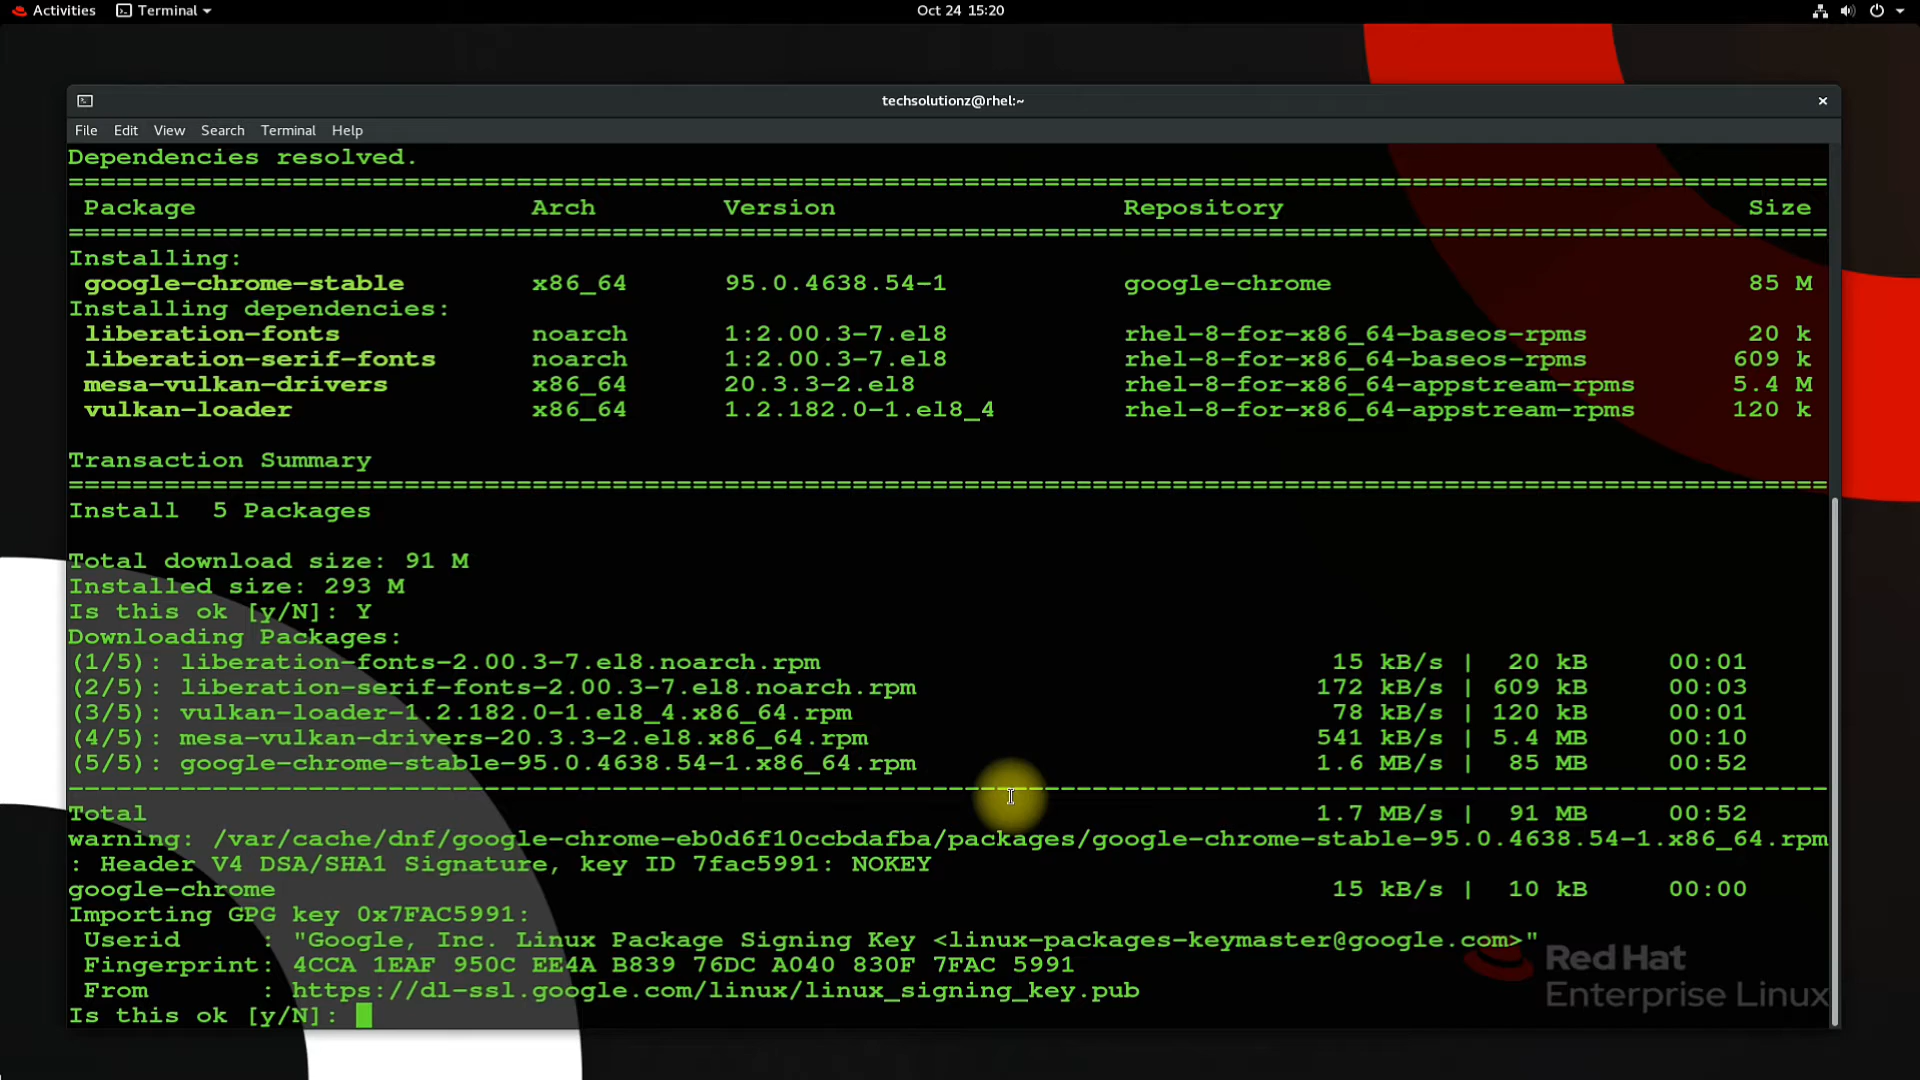 Activities Terminal Oct 24 15:20
techsolutionz@rhel:~
File Edit View Search Terminal Help
Dependencies resolved.
================================================================================
Package Arch Version Repository Size
================================================================================
Installing:
google-chrome-stable x86_64 95.0.4638.54-1 google-chrome 85 M
Installing dependencies:
liberation-fonts noarch 1:2.00.3-7.el8 rhel-8-for-x86_64-baseos-rpms 20 k
liberation-serif-fonts noarch 1:2.00.3-7.el8 rhel-8-for-x86_64-baseos-rpms 609 k
mesa-vulkan-drivers x86_64 20.3.3-2.el8 rhel-8-for-x86_64-appstream-rpms 5.4 M
vulkan-loader x86_64 1.2.182.0-1.el8_4 rhel-8-for-x86_64-appstream-rpms 120 k
Transaction Summary
================================================================================
Install 5 Packages
Total download size: 91 M
Installed size: 293 M
Is this ok [y/N]: Y
Downloading Packages:
(1/5): liberation-fonts-2.00.3-7.el8.noarch.rpm 15 kB/s | 20 kB 00:01
(2/5): liberation-serif-fonts-2.00.3-7.el8.noarch.rpm 172 kB/s | 609 kB 00:03
(3/5): vulkan-loader-1.2.182.0-1.el8_4.x86_64.rpm 78 kB/s | 120 kB 00:01
(4/5): mesa-vulkan-drivers-20.3.3-2.el8.x86_64.rpm 541 kB/s | 5.4 MB 00:10
(5/5): google-chrome-stable-95.0.4638.54-1.x86_64.rpm 1.6 MB/s | 85 MB 00:52
--------------------------------------------------------------------------------
Total 1.7 MB/s | 91 MB 00:52
warning: /var/cache/dnf/google-chrome-eb0d6f10ccbdafba/packages/google-chrome-stable-95.0.4638.54-1.x86_64.rpm
: Header V4 DSA/SHA1 Signature, key ID 7fac5991: NOKEY
google-chrome 15 kB/s | 10 kB 00:00
Importing GPG key 0x7FAC5991:
Userid : "Google, Inc. Linux Package Signing Key <linux-packages-keymaster@google.com>"
Fingerprint: 4CCA 1EAF 950C EE4A B839 76DC A040 830F 7FAC 5991
From : https://dl-ssl.google.com/linux/linux_signing_key.pub
Is this ok [y/N]:
Red Hat
Enterprise Linux